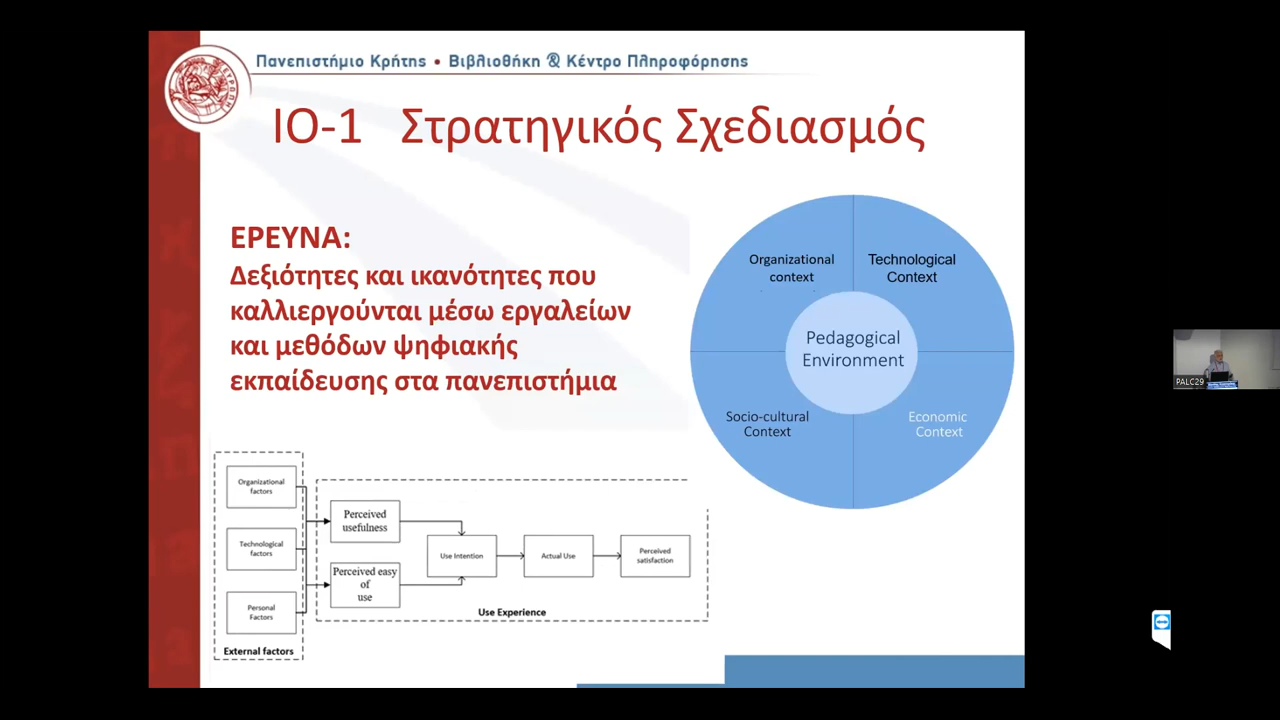 Πανεπιστήμιο Κρήτης • Βιβλιοθήκη & Κέντρο Πληροφόρησης
ΙΟ-1 Στρατηγικός Σχεδιασμός
ΕΡΕΥΝΑ:
Δεξιότητες και ικανότητες που
καλλιεργούνται μέσω εργαλείων
και μεθόδων ψηφιακής
εκπαίδευσης στα πανεπιστήμια
Organizational
context
Technological
Context
Pedagogical
Environment
Socio-cultural
Context
Economic
Context
Organizational
factors
Technological
factors
Personal
Factors
External factors
Perceived
usefulness
Perceived easy
of
use
Use Intention
Actual Use
Perceived
satisfaction
Use Experience
PALC29